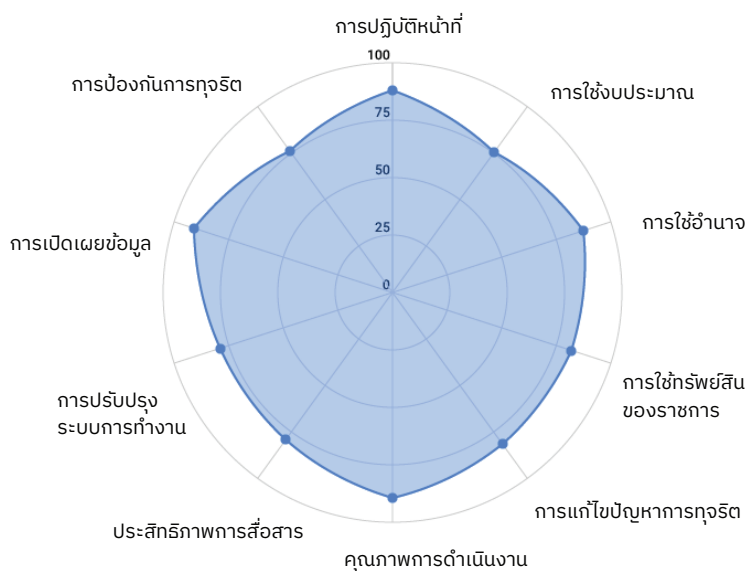 การปฏิบัติหน้าที่
100
การป้องกันการทุจริต
การใช้งบประมาณ
75
50
การใช้อำนาจ
การเปิดเผยข้อมูล
25
0
การใช้ทรัพย์สิน
ของราชการ
การปรับปรุง
ระบบการทำงาน
การแก้ไขปัญหาการทุจริต
ประสิทธิภาพการสื่อสาร
คุณภาพการดำเนินงาน